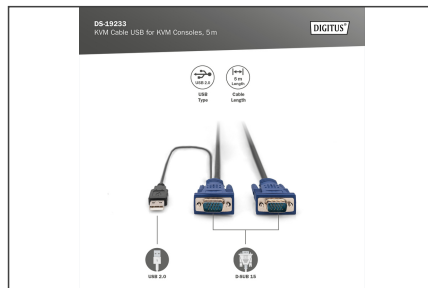 DS-19233
KVM Cable USB for KVM Consoles, 5m
DIGITUS®
USB 2.0
5 m
Length
USB
Type
Cable
Length
USB 2.0
D-SUB 15